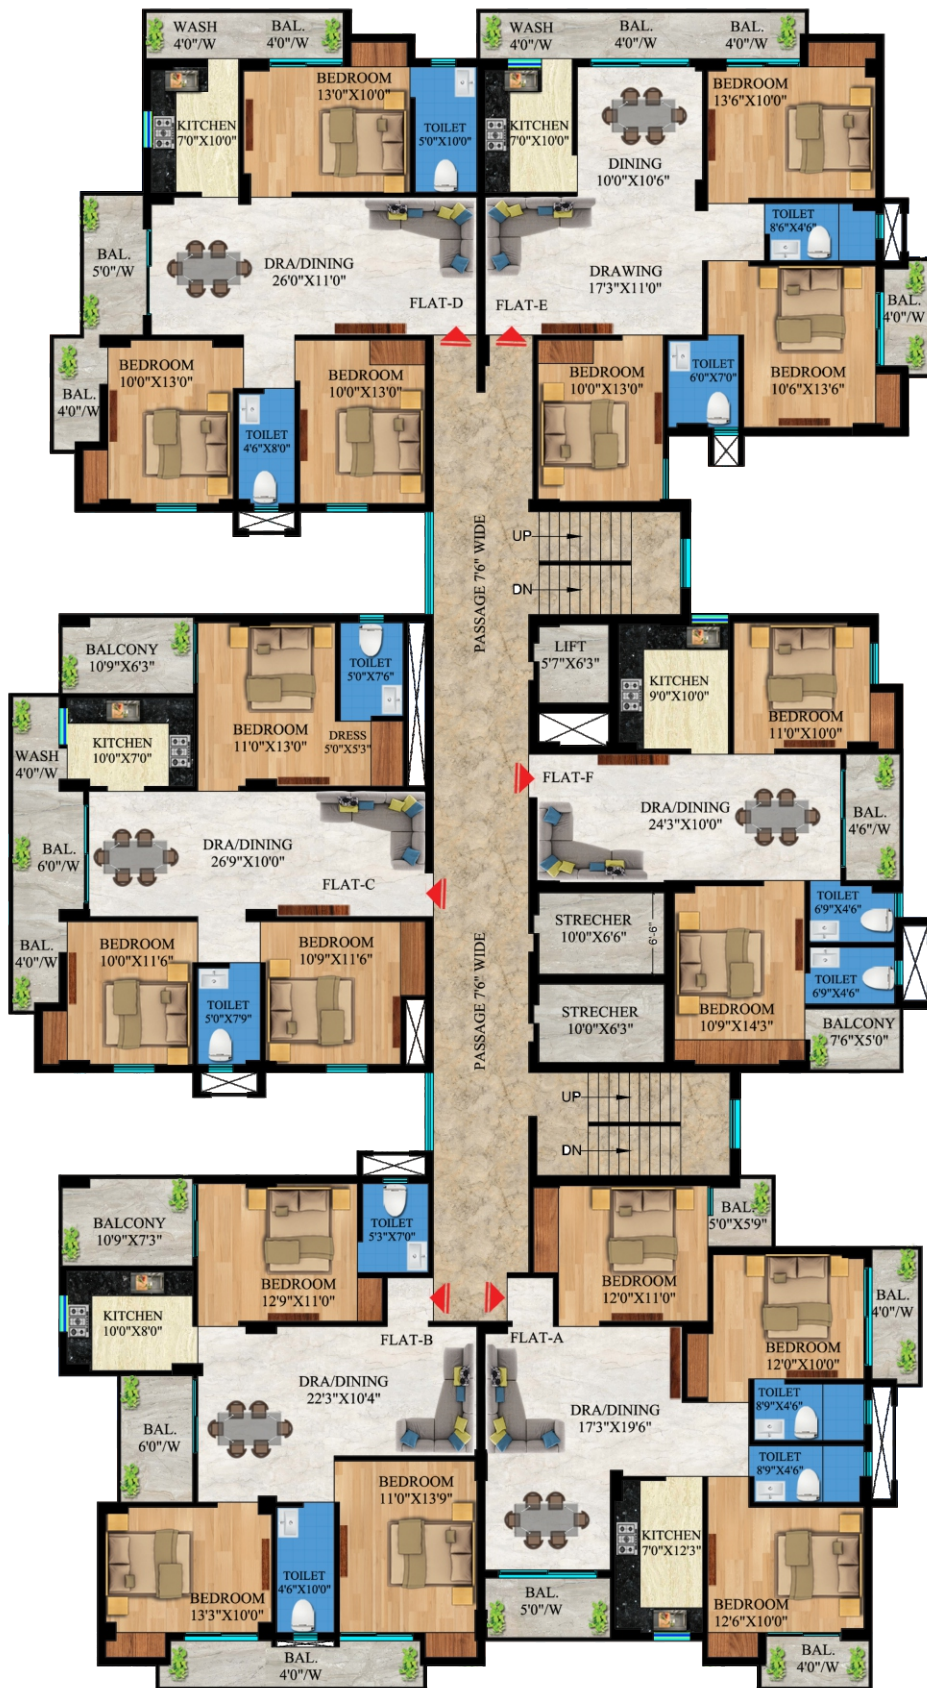 WASH
4'0"/W
BAL.
4'0"/W
WASH
4'0"/W
BAL.
4'0"/W
BAL.
4'0"/W
KITCHEN
7'0"X10'0"
BEDROOM
13'0"X10'0"
TOILET
5'0"X10'0"
KITCHEN
7'0"X10'0"
DINING
10'0"X10'6"
BEDROOM
13'6"X10'0"
TOILET
8'6"X4'6"
BAL.
5'0"/W
DRA/DINING
26'0"X11'0"
FLAT-D
FLAT-E
DRAWING
17'3"X11'0"
BAL.
4'0"/W
BAL.
4'0"/W
BEDROOM
10'0"X13'0"
TOILET
4'6"X8'0"
BEDROOM
10'0"X13'0"
BEDROOM
10'0"X13'0"
TOILET
6'0"X7'0"
BEDROOM
10'6"X13'6"
PASSAGE 7'6" WIDE
UP
DN
BALCONY
10'9"X6'3"
BEDROOM
11'0"X13'0"
TOILET
5'0"X7'6"
DRESS
5'0"X5'3"
LIFT
5'7"X6'3"
KITCHEN
9'0"X10'0"
BEDROOM
11'0"X10'0"
WASH
4'0"/W
KITCHEN
10'0"X7'0"
BAL.
6'0"/W
DRA/DINING
26'9"X10'0"
FLAT-C
FLAT-F
DRA/DINING
24'3"X10'0"
BAL.
4'6"/W
BAL.
4'0"/W
BEDROOM
10'0"X11'6"
TOILET
5'0"X7'9"
BEDROOM
10'9"X11'6"
PASSAGE 7'6" WIDE
STRECHER
10'0"X6'6"
6'-6"
STRECHER
10'0"X6'3"
BEDROOM
10'9"X14'3"
TOILET
6'9"X4'6"
TOILET
6'9"X4'6"
BALCONY
7'6"X5'0"
UP
DN
BALCONY
10'9"X7'3"
BEDROOM
12'9"X11'0"
TOILET
5'3"X7'0"
BEDROOM
12'0"X11'0"
BAL.
5'0"X5'9"
KITCHEN
10'0"X8'0"
FLAT-B
FLAT-A
BEDROOM
12'0"X10'0"
BAL.
4'0"/W
BAL.
6'0"/W
DRA/DINING
22'3"X10'4"
DRA/DINING
17'3"X19'6"
TOILET
8'9"X4'6"
TOILET
8'9"X4'6"
BEDROOM
13'3"X10'0"
TOILET
4'6"X10'0"
BEDROOM
11'0"X13'9"
KITCHEN
7'0"X12'3"
BEDROOM
12'6"X10'0"
BAL.
4'0"/W
BAL.
5'0"/W
BAL.
4'0"/W